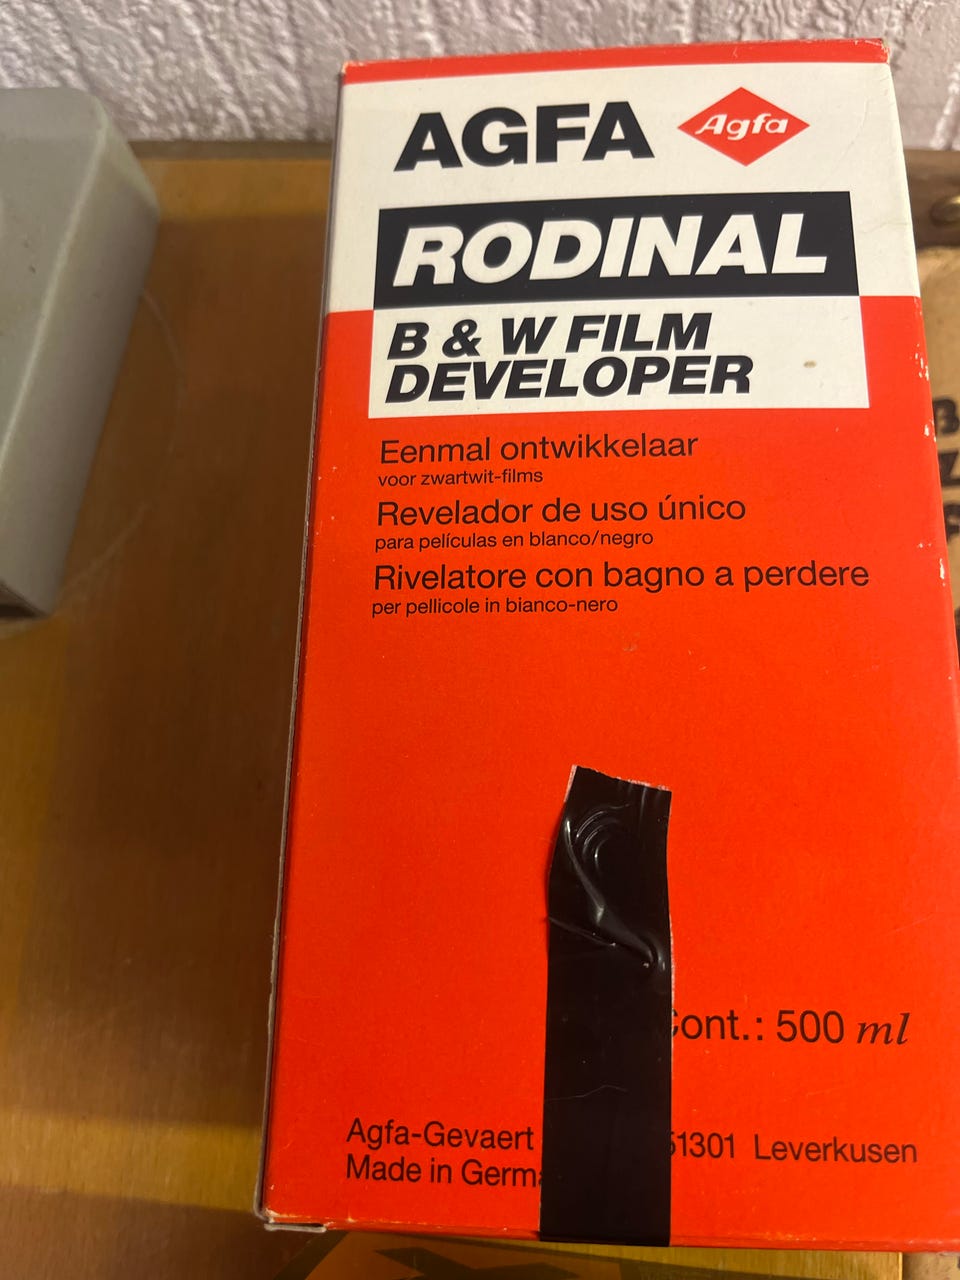 AGFA
Agfa
RODINAL
B & W FILM
DEVELOPER
Eenmal ontwikkelaar
voor zwartwit-films
Revelador de uso único
para películas en blanco/negro
Rivelatore con bagno a perdere
per pellicole in bianco-nero
Cont.: 500 ml
Agfa-Gevaert 51301 Leverkusen
Made in